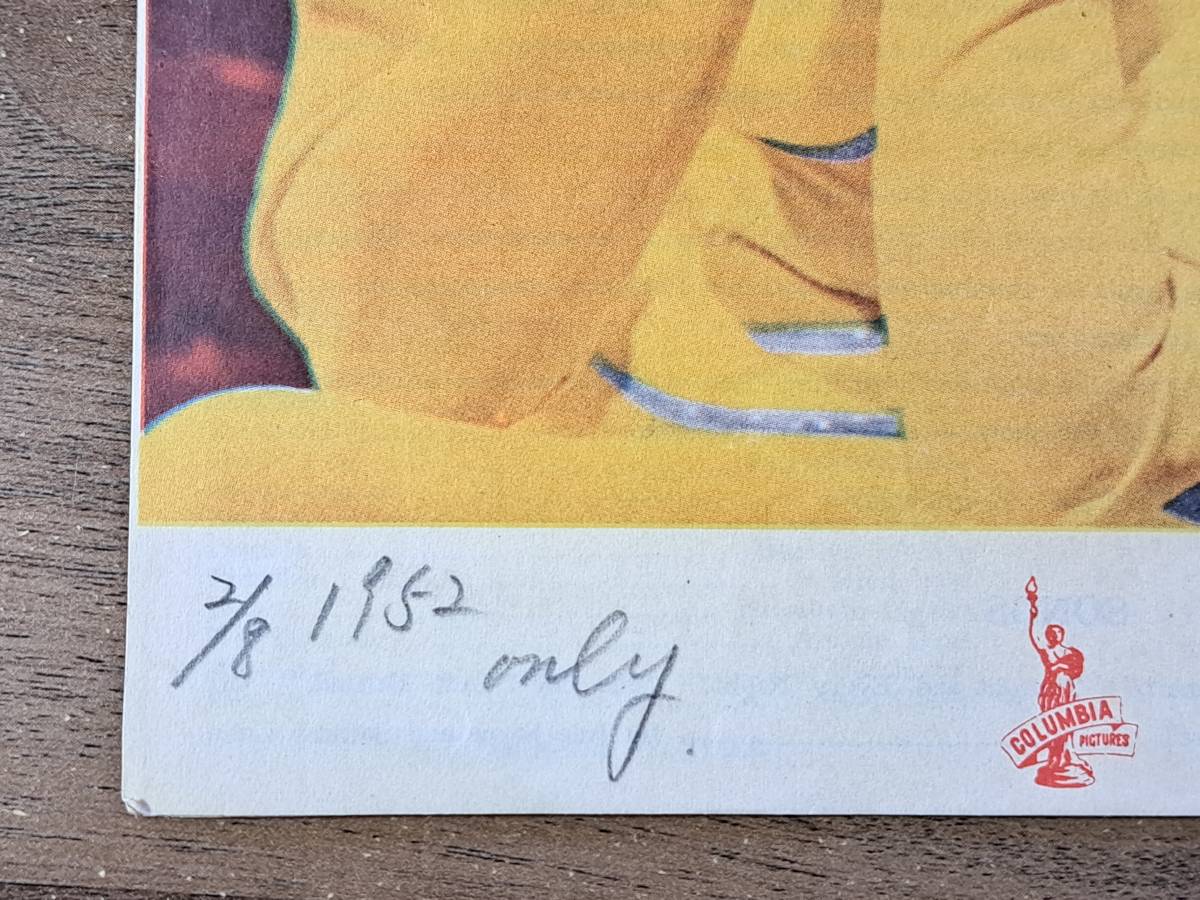 2/8 1952
only.
COLUMBIA
PICTURES